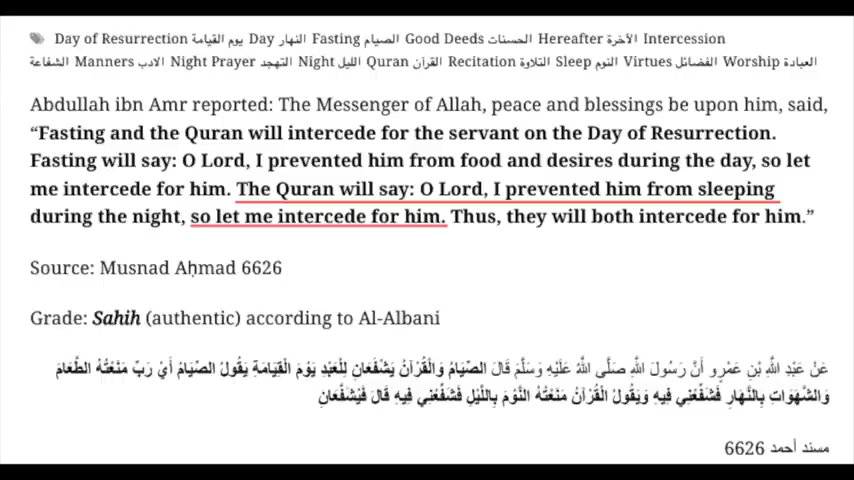 Day of Resurrection يوم القيامة Day النهار Fasting الصيام Good Deeds الحسنات Hereafter الأخرة Intercession
الشفاعة Manners الادب Night Prayer التهجد Night الليل Quran القرآن Recitation التلاوة Sleep النوم Virtues الفضائل Worship العبادة
Abdullah ibn Amr reported: The Messenger of Allah, peace and blessings be upon him, said,
“Fasting and the Quran will intercede for the servant on the Day of Resurrection.
Fasting will say: O Lord, I prevented him from food and desires during the day, so let
me intercede for him. The Quran will say: O Lord, I prevented him from sleeping
during the night, so let me intercede for him. Thus, they will both intercede for him.”
Source: Musnad Aḥmad 6626
Grade: Sahih (authentic) according to Al-Albani
عَنْ عَبْدِ اللَّهِ بْنِ عَمْرٍو أَنَّ رَسُولَ اللَّهِ صَلَّى اللَّهُ عَلَيْهِ وَسَلَّمَ قَالَ الصِّيَامُ وَالْقُرْآنُ يَشْفَعَانِ لِلْعَبْدِ يَوْمَ الْقِيَامَةِ يَقُولُ الصِّيَامُ أَيْ رَبِّ مَنَعْتُهُ الطَّعَامَ
وَالشَّهَوَاتِ بِالنَّهَارِ فَشَفِّعْنِي فِيهِ وَيَقُولُ الْقُرْآنُ مَنَعْتُهُ النَّوْمَ بِاللَّيْلِ فَشَفِّعْنِي فِيهِ قَالَ فَيُشَفَّعَانِ
6626 مسند أحمد